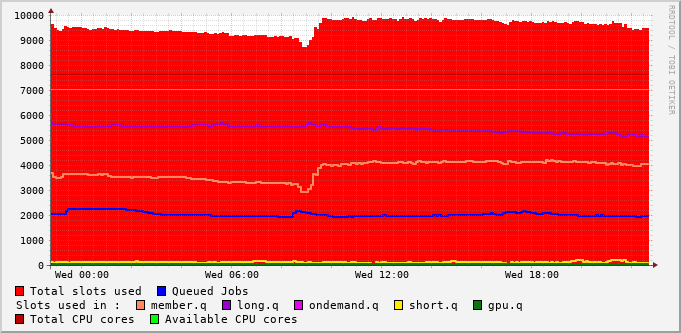 RRDTOOL / TOBI OETIKER
10000
9000
8000
7000
6000
5000
4000
3000
2000
1000
0
Wed 00:00 Wed 06:00 Wed 12:00 Wed 18:00
Total slots used Queued Jobs
Slots used in : member.q long.q ondemand.q short.q gpu.q
Total CPU cores Available CPU cores